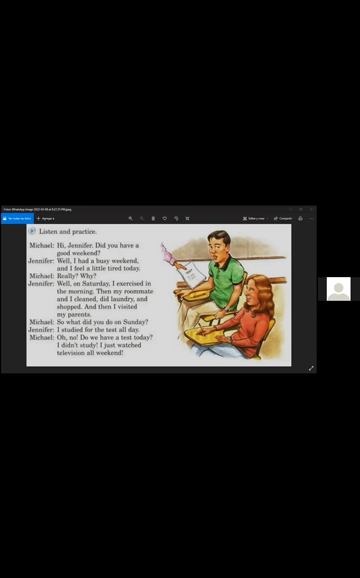 Listen and practice.
Michael: Hi, Jennifer. Did you have a
good weekend?
Jennifer: Well, I had a busy weekend,
and I feel a little tired today.
Michael: Really? Why?
Jennifer: Well, on Saturday, I exercised in
the morning. Then my roommate
and I cleaned, did laundry, and
shopped. And then I visited
my parents.
Michael: So what did you do on Sunday?
Jennifer: I studied for the test all day.
Michael: Oh, no! Do we have a test today?
I didn't study! I just watched
television all weekend!